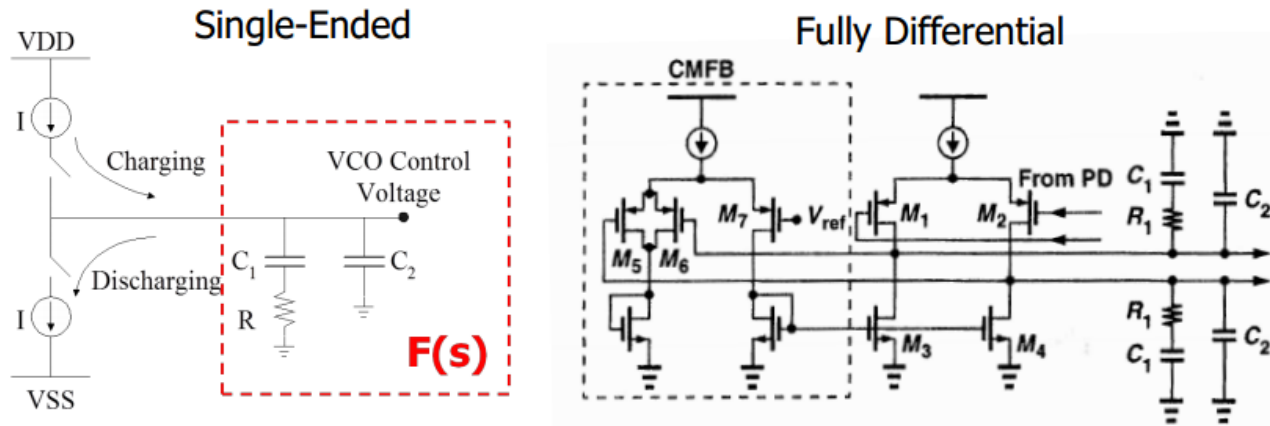 Single-Ended
VDD
I
Charging
VCO Control
Voltage
Discharging
C1
C2
I
R
F(s)
VSS
Fully Differential
CMFB
From PD
M7
Vref
M1
M2
C1
R1
C2
M5
M6
M3
M4
R1
C1
C2